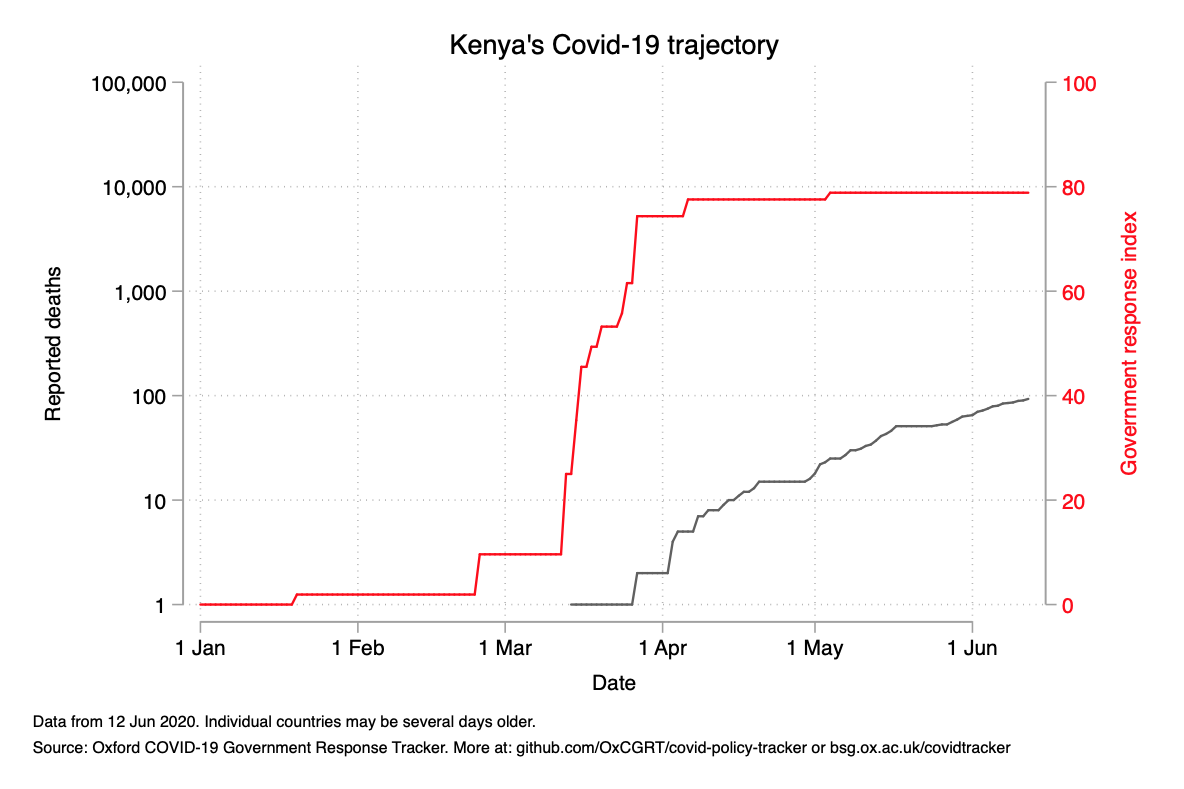 Kenya's Covid-19 trajectory
100,000
10,000
1,000
100
10
1
Reported deaths
100
80
60
40
20
0
Government response index
1 Jan
1 Feb
1 Mar
1 Apr
1 May
1 Jun
Date
Data from 12 Jun 2020. Individual countries may be several days older.
Source: Oxford COVID-19 Government Response Tracker. More at: github.com/OxCGRT/covid-policy-tracker or bsg.ox.ac.uk/covidtracker